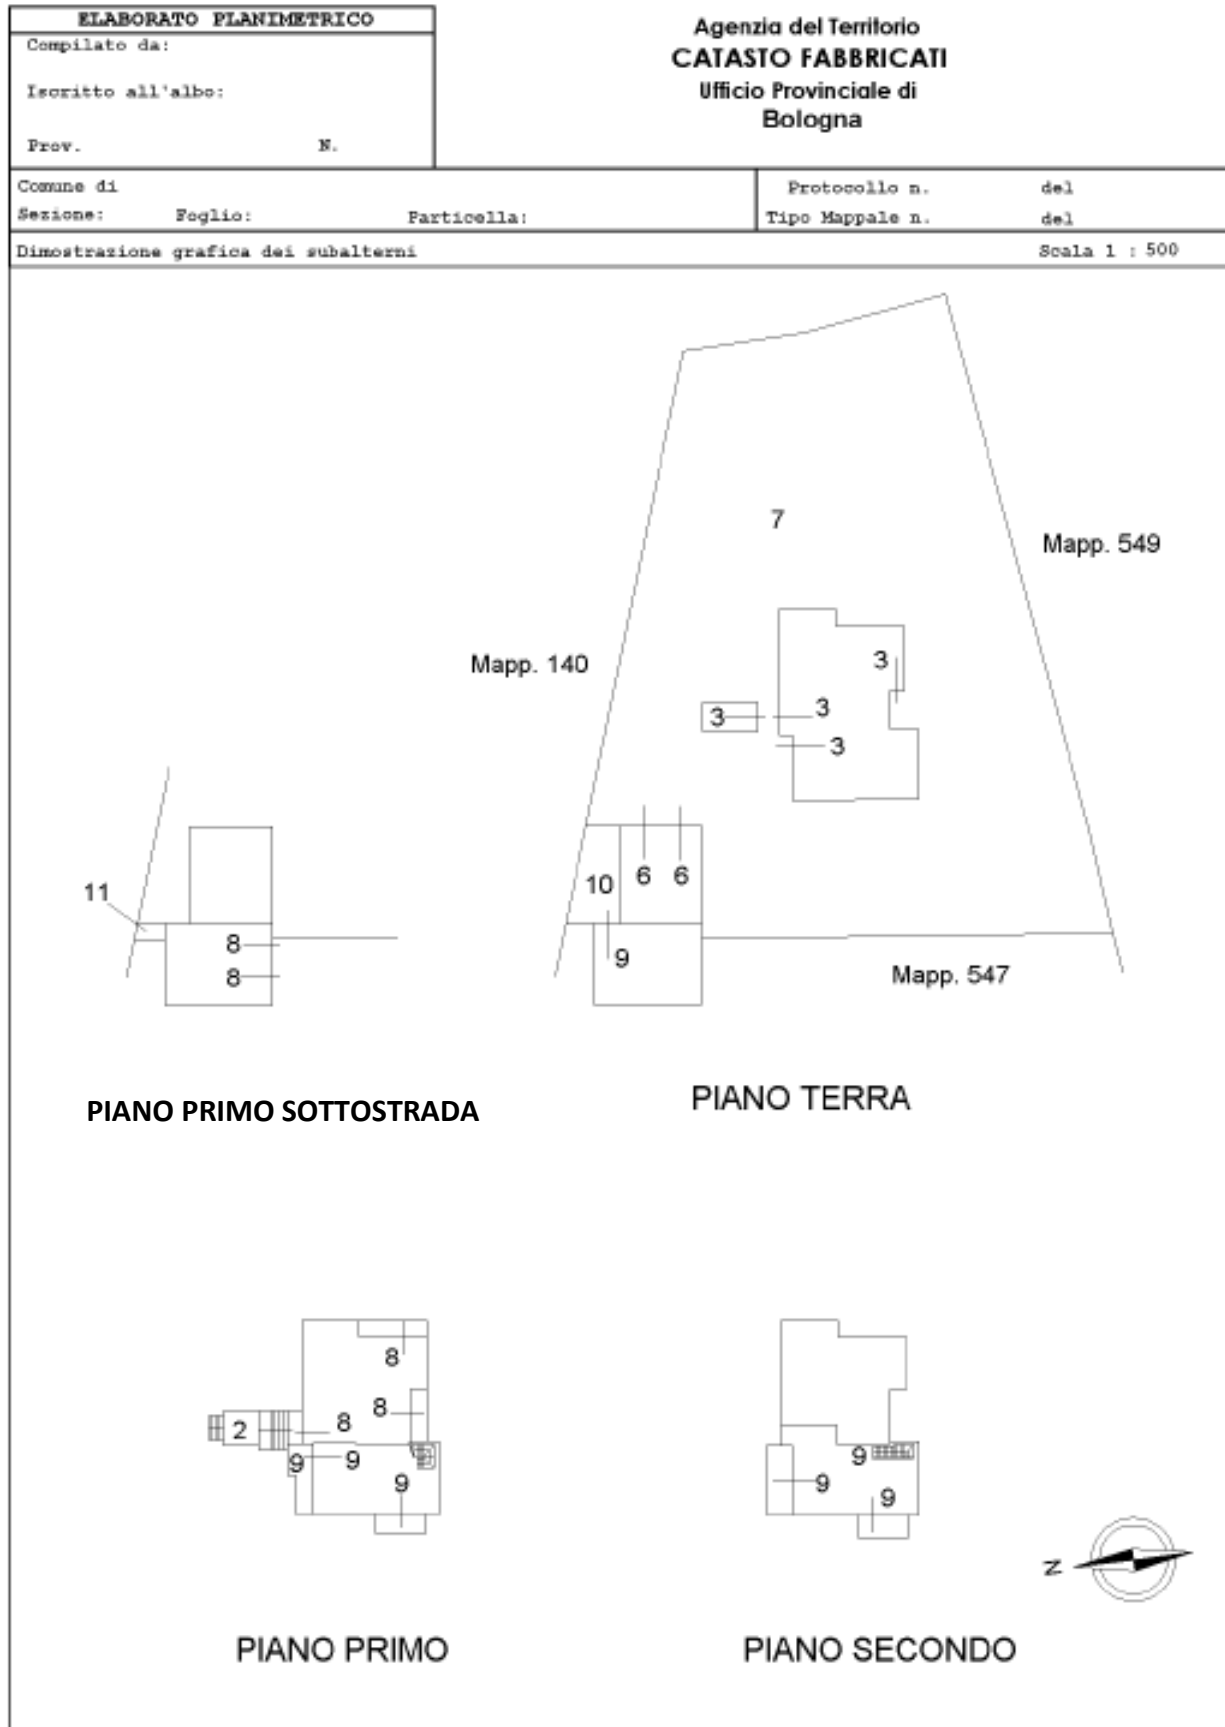 ELABORATO PLANIMETRICO
Compilato da:
Iscritto all'albo:
Prov. N.
Agenzia del Territorio
CATASTO FABBRICATI
Ufficio Provinciale di
Bologna
Comune di
Sezione: Foglio: Particella:
Protocollo n. del
Tipo Mappale n. del
Dimostrazione grafica dei subalterni Scala 1 : 500
7
Mapp. 549
Mapp. 140
3
3
3
3
11
8
8
10
6
6
9
Mapp. 547
PIANO PRIMO SOTTOSTRADA
PIANO TERRA
8
8
8
2
9
9
9
9
9
9
N
PIANO PRIMO
PIANO SECONDO